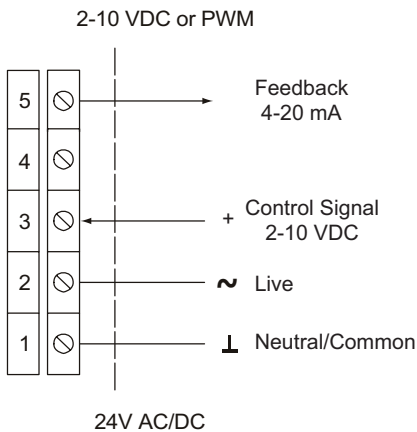 2-10 VDC or PWM
5
Feedback
4-20 mA
4
3
+ Control Signal
2-10 VDC
2
~ Live
1
⊥ Neutral/Common
24V AC/DC